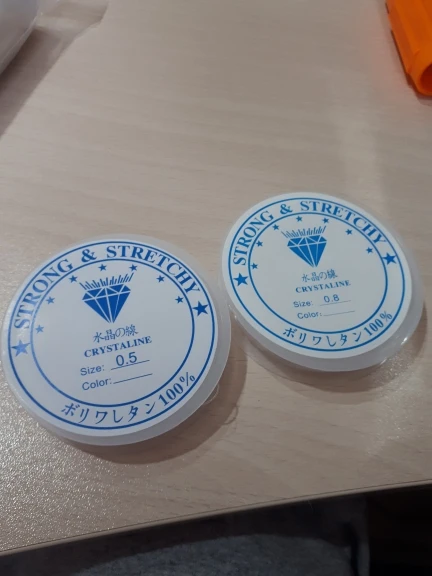 STRONG & STRETCHY
水晶の線
CRYSTALINE
Size: 0.5
Color:
ポリワしタン100%
STRONG & STRETCHY
水晶の線
CRYSTALINE
Size: 0.8
Color:
ポリワしタン100%